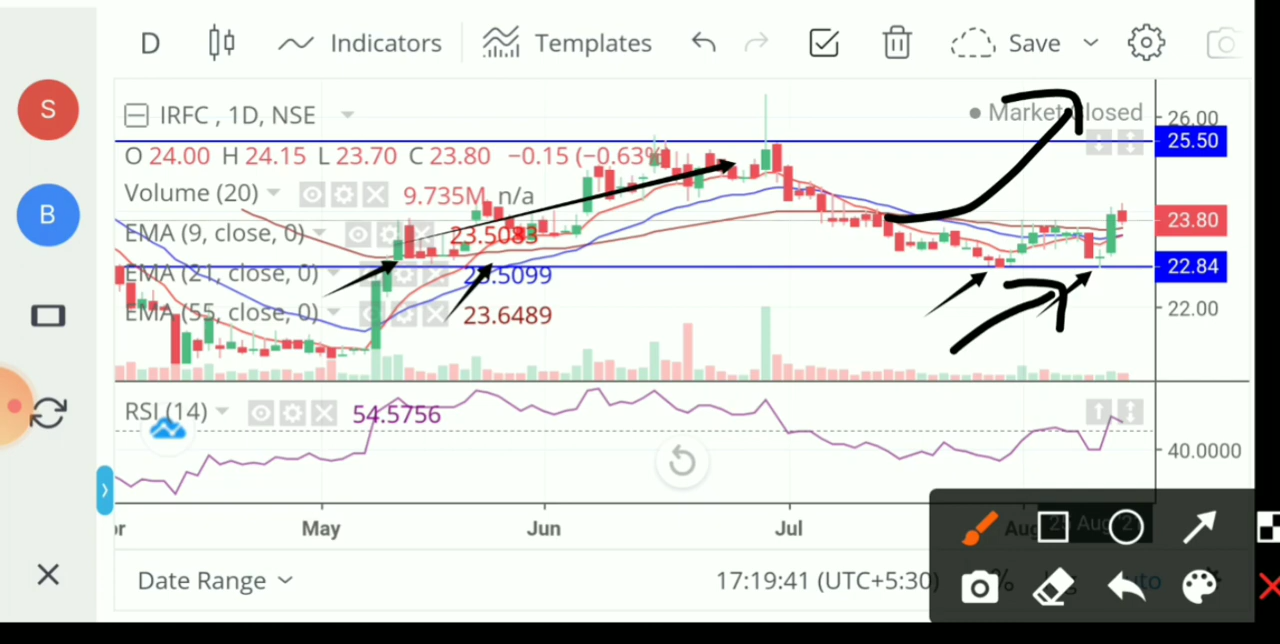 D Indicators Templates Save
S
IRFC , 1D, NSE
Market Closed
26.00
25.50
O 24.00 H 24.15 L 23.70 C 23.80 −0.15 (−0.63%
Volume (20) 9.735M n/a
B
23.80
EMA (9, close, 0) 23.5083
EMA (21, close, 0) 23.5099
22.84
EMA (55, close, 0) 23.6489
22.00
RSI (14) 54.5756
40.0000
May Jun Jul Aug
Date Range 17:19:41 (UTC+5:30) %